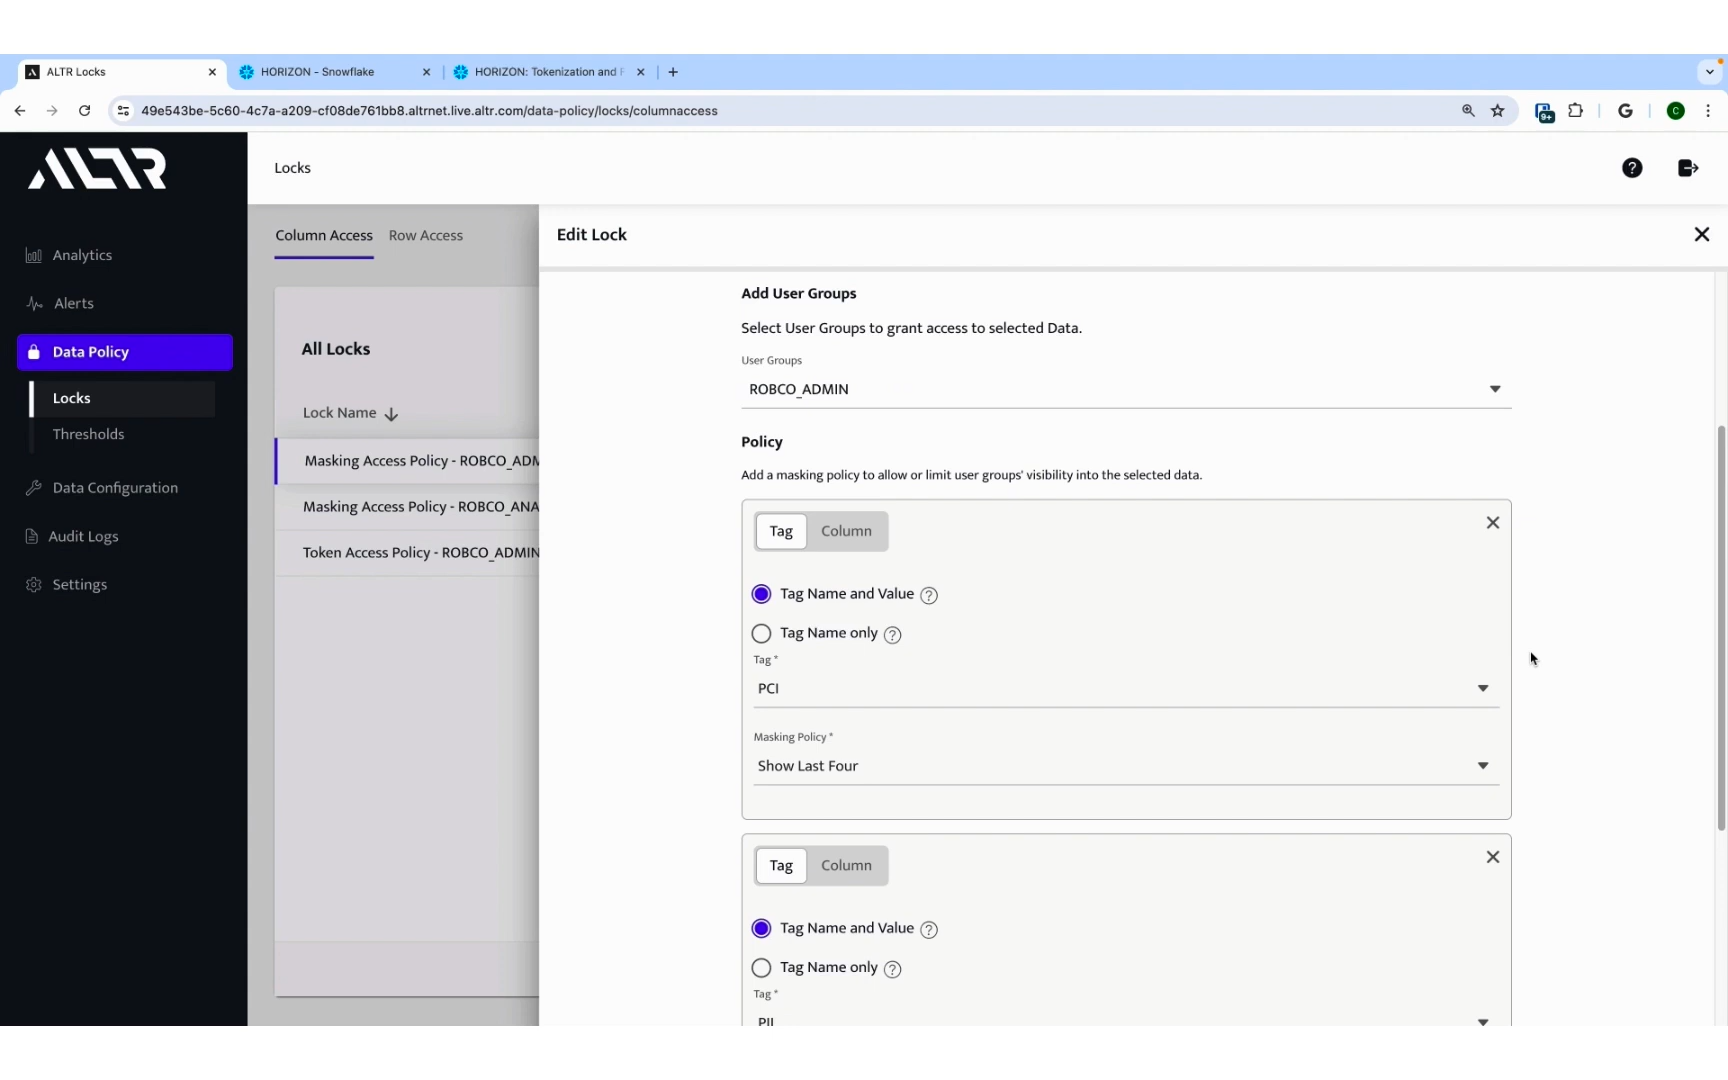 ALTR Locks
HORIZON - Snowflake
HORIZON: Tokenization and
49e543be-5c60-4c7a-a209-cf08de761bb8.altrnet.live.altr.com/data-policy/locks/columnaccess
9+
G
C
ALTR
Locks
?
Analytics
Alerts
Data Policy
Locks
Thresholds
Data Configuration
Audit Logs
Settings
Column Access Row Access
All Locks
Lock Name
Masking Access Policy - ROBCO_ADM
Masking Access Policy - ROBCO_ANA
Token Access Policy - ROBCO_ADMIN
Edit Lock
Add User Groups
Select User Groups to grant access to selected Data.
User Groups
ROBCO_ADMIN
Policy
Add a masking policy to allow or limit user groups' visibility into the selected data.
Tag Column
Tag Name and Value ?
Tag Name only ?
Tag *
PCI
Masking Policy *
Show Last Four
Tag Column
Tag Name and Value ?
Tag Name only ?
Tag *
PII